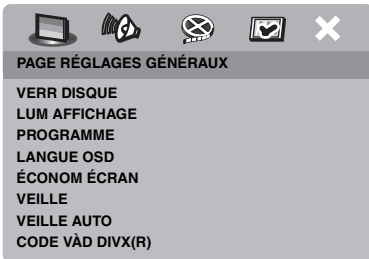 PAGE RÉGLAGES GÉNÉRAUX
VERR DISQUE
LUM AFFICHAGE
PROGRAMME
LANGUE OSD
ÉCONOM ÉCRAN
VEILLE
VEILLE AUTO
CODE VÀD DIVX(R)